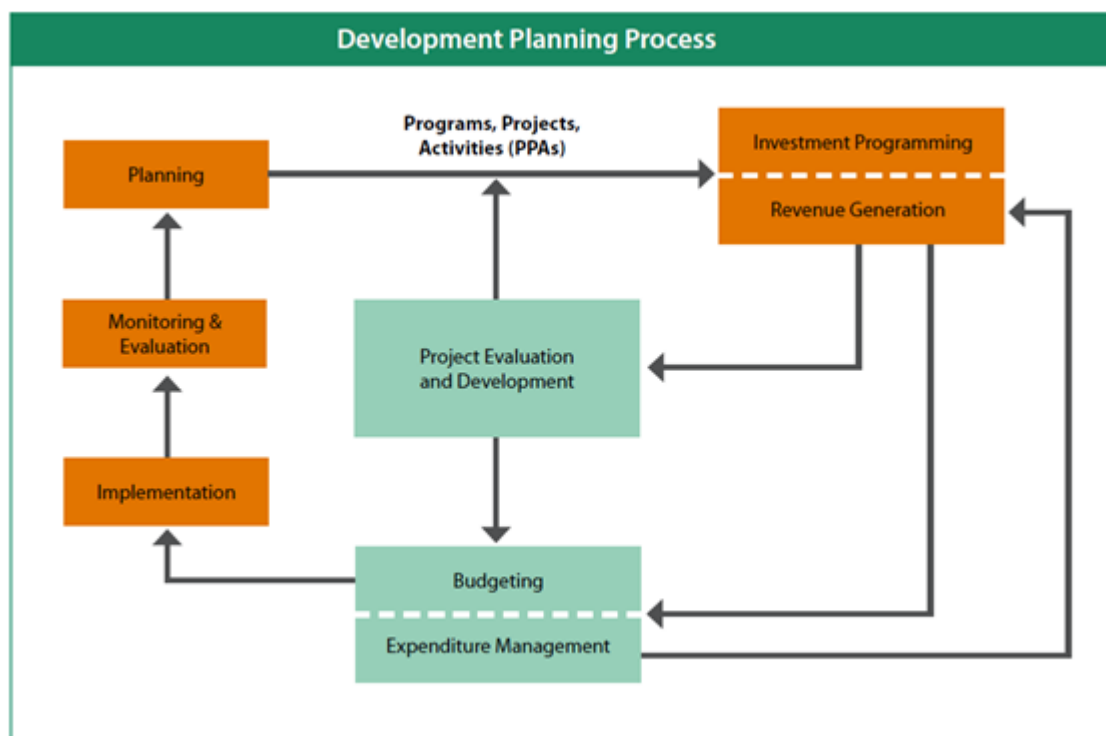 Development Planning Process
Programs, Projects,
Activities (PPAs)
Planning
Investment Programming
Revenue Generation
Monitoring &
Evaluation
Project Evaluation
and Development
Implementation
Budgeting
Expenditure Management